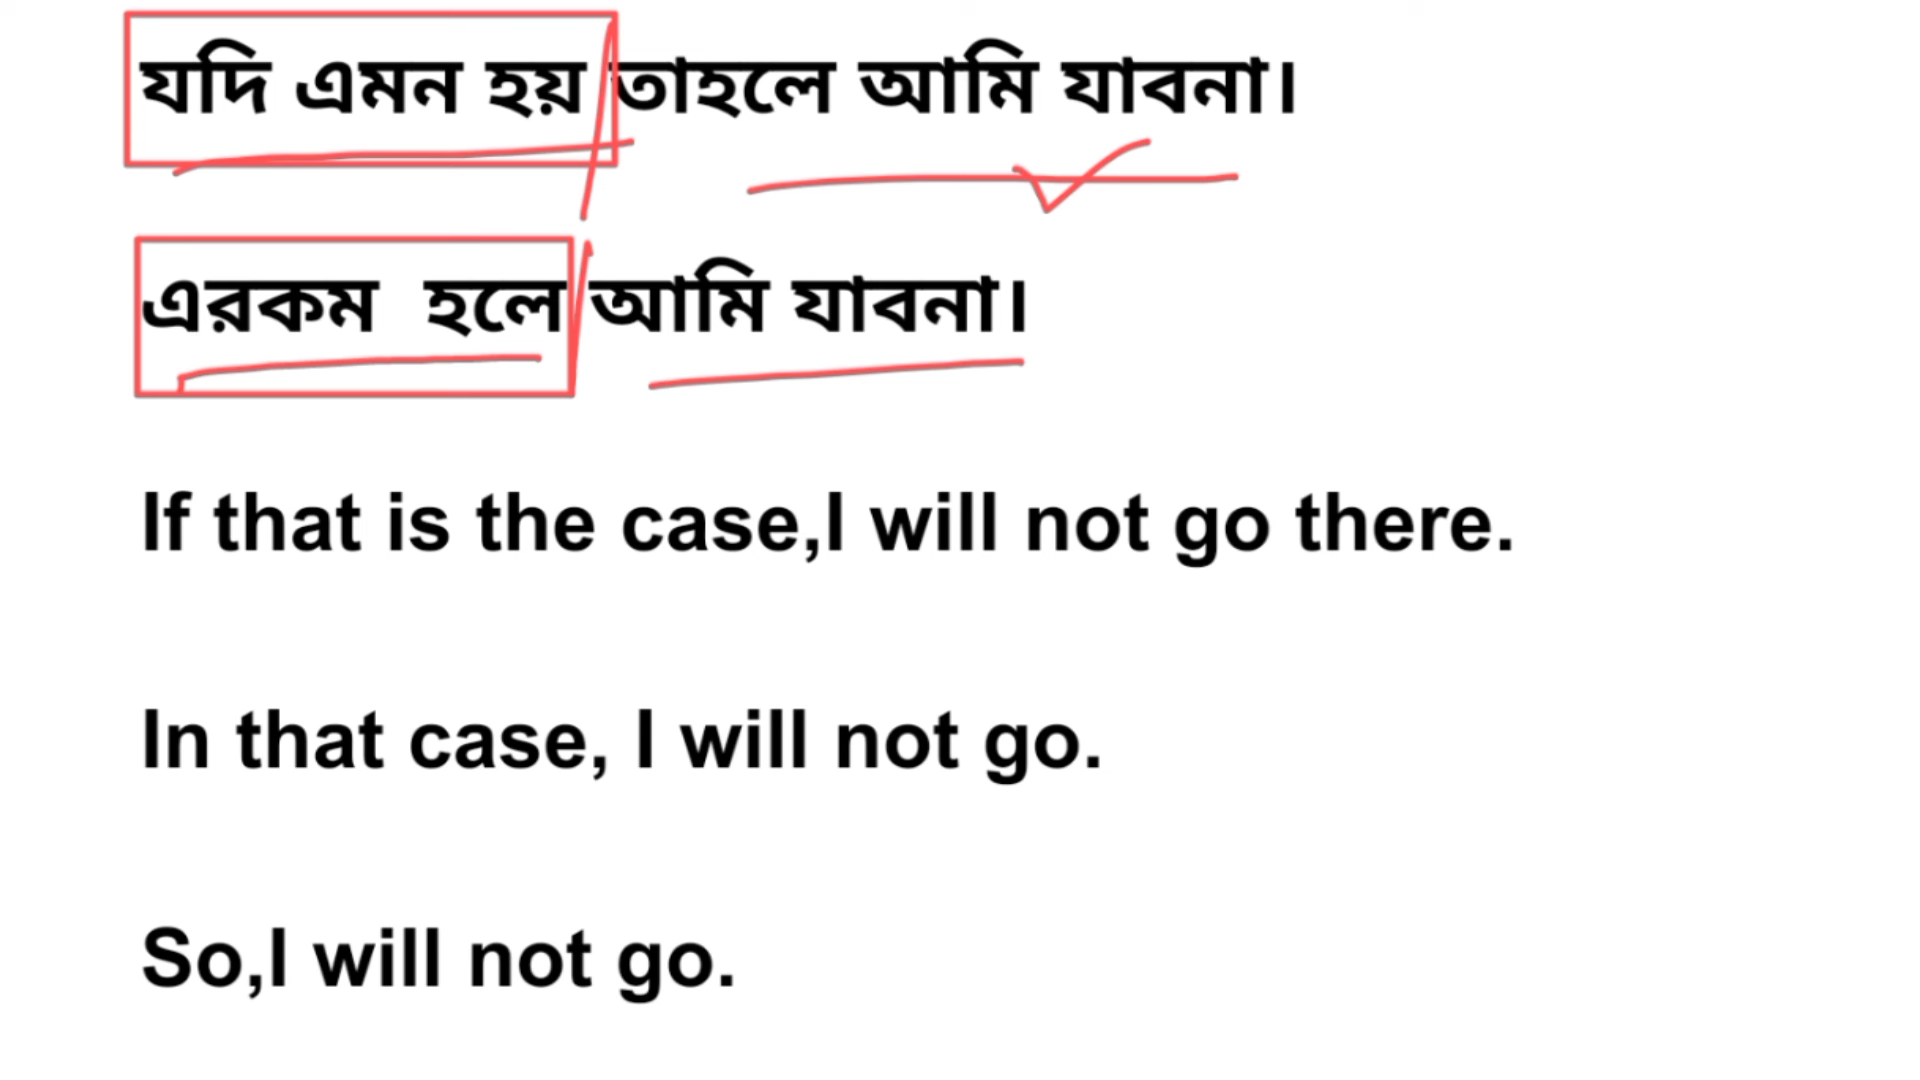 যদি এমন হয় তাহলে আমি যাবনা।
এরকম হলে আমি যাবনা।
If that is the case,I will not go there.
In that case, I will not go.
So,I will not go.